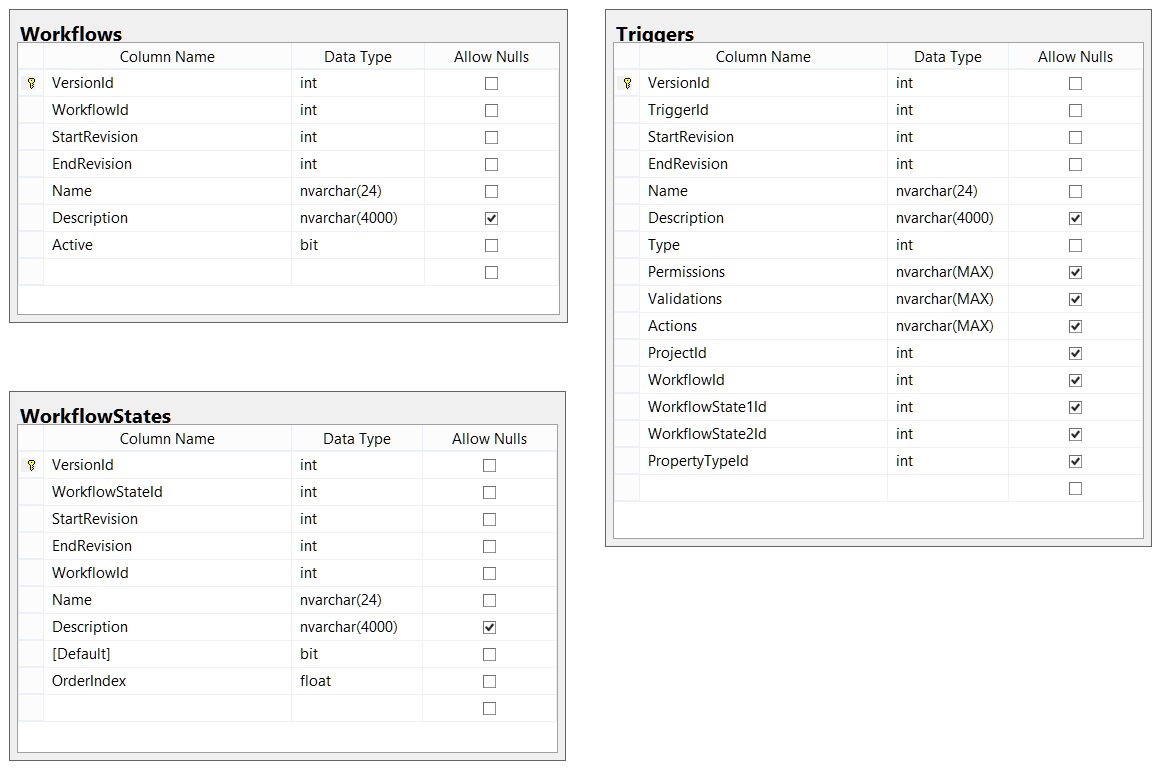 Workflows
Column Name Data Type Allow Nulls
VersionId int
WorkflowId int
StartRevision int
EndRevision int
Name nvarchar(24)
Description nvarchar(4000)
Active bit
Triggers
Column Name Data Type Allow Nulls
VersionId int
TriggerId int
StartRevision int
EndRevision int
Name nvarchar(24)
Description nvarchar(4000)
Type int
Permissions nvarchar(MAX)
Validations nvarchar(MAX)
Actions nvarchar(MAX)
ProjectId int
WorkflowId int
WorkflowState1Id int
WorkflowState2Id int
PropertyTypeId int
WorkflowStates
Column Name Data Type Allow Nulls
VersionId int
WorkflowStateId int
StartRevision int
EndRevision int
WorkflowId int
Name nvarchar(24)
Description nvarchar(4000)
[Default] bit
OrderIndex float